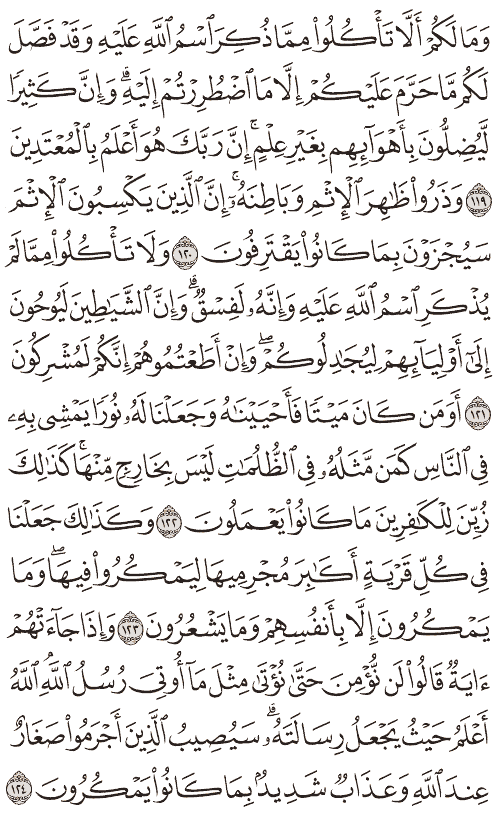 وَمَا لَكُمۡ أَلَّا تَأۡكُلُواْ مِمَّا ذُكِرَ ٱسۡمُ ٱللَّهِ عَلَيۡهِ وَقَدۡ فَصَّلَ
لَكُم مَّا حَرَّمَ عَلَيۡكُمۡ إِلَّا مَا ٱضۡطُرِرۡتُمۡ إِلَيۡهِۗ وَإِنَّ كَثِيرٗا
لَّيُضِلُّونَ بِأَهۡوَآئِهِم بِغَيۡرِ عِلۡمٍۚ إِنَّ رَبَّكَ هُوَ أَعۡلَمُ بِٱلۡمُعۡتَدِينَ
١١٩ وَذَرُواْ ظَٰهِرَ ٱلۡإِثۡمِ وَبَاطِنَهُۥٓۚ إِنَّ ٱلَّذِينَ يَكۡسِبُونَ ٱلۡإِثۡمَ
سَيُجۡزَوۡنَ بِمَا كَانُواْ يَقۡتَرِفُونَ ١٢٠ وَلَا تَأۡكُلُواْ مِمَّا لَمۡ
يُذۡكَرِ ٱسۡمُ ٱللَّهِ عَلَيۡهِ وَإِنَّهُۥ لَفِسۡقٞۗ وَإِنَّ ٱلشَّيَٰطِينَ لَيُوحُونَ
إِلَىٰٓ أَوۡلِيَآئِهِمۡ لِيُجَٰدِلُوكُمۡۖ وَإِنۡ أَطَعۡتُمُوهُمۡ إِنَّكُمۡ لَمُشۡرِكُونَ
١٢١ أَوَمَن كَانَ مَيۡتٗا فَأَحۡيَيۡنَٰهُ وَجَعَلۡنَا لَهُۥ نُورٗا يَمۡشِي بِهِۦ
فِي ٱلنَّاسِ كَمَن مَّثَلُهُۥ فِي ٱلظُّلُمَٰتِ لَيۡسَ بِخَارِجٖ مِّنۡهَاۚ كَذَٰلِكَ
زُيِّنَ لِلۡكَٰفِرِينَ مَا كَانُواْ يَعۡمَلُونَ ١٢٢ وَكَذَٰلِكَ جَعَلۡنَا
فِي كُلِّ قَرۡيَةٍ أَكَٰبِرَ مُجۡرِمِيهَا لِيَمۡكُرُواْ فِيهَاۖ وَمَا
يَمۡكُرُونَ إِلَّا بِأَنفُسِهِمۡ وَمَا يَشۡعُرُونَ ١٢٣ وَإِذَا جَآءَتۡهُمۡ
ءَايَةٞ قَالُواْ لَن نُّؤۡمِنَ حَتَّىٰ نُؤۡتَىٰ مِثۡلَ مَآ أُوتِيَ رُسُلُ ٱللَّهِۘ ٱللَّهُ
أَعۡلَمُ حَيۡثُ يَجۡعَلُ رِسَالَتَهُۥۗ سَيُصِيبُ ٱلَّذِينَ أَجۡرَمُواْ صَغَارٌ
عِندَ ٱللَّهِ وَعَذَابٞ شَدِيدُۢ بِمَا كَانُواْ يَمۡكُرُونَ ١٢٤